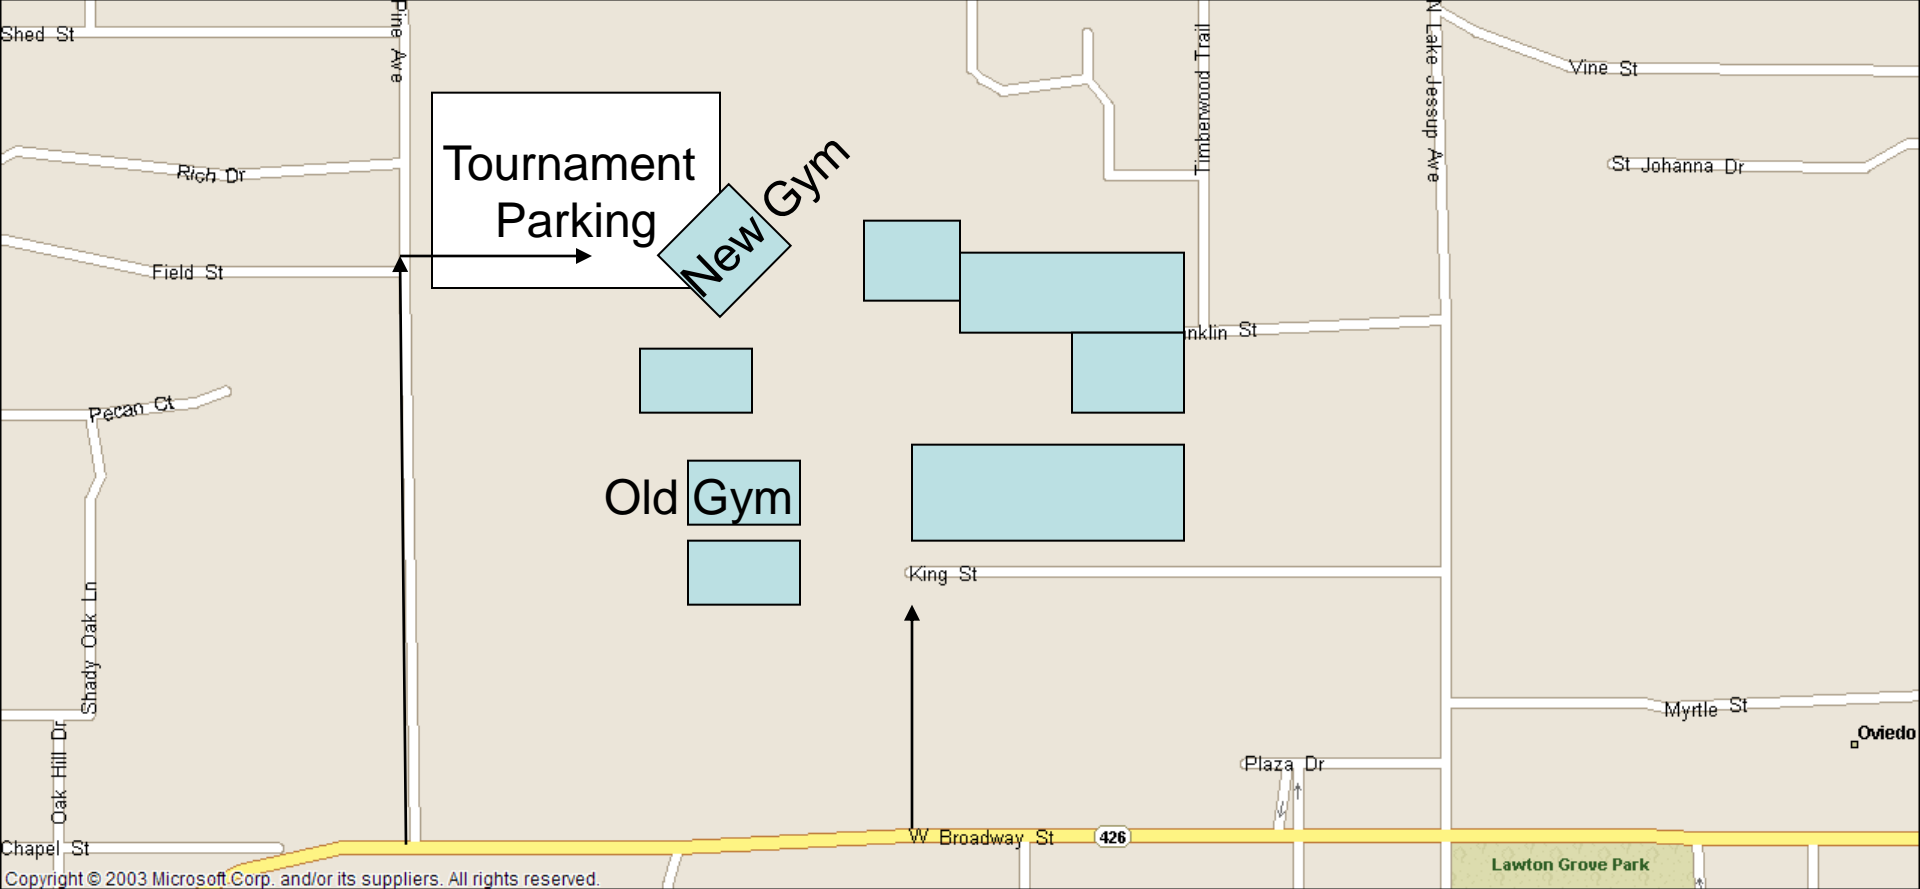 Shed St
Pine Ave
Timberwood Trail
N Lake Jessup Ave
Vine St
St Johanna Dr
Rich Dr
Tournament
Parking
New Gym
Field St
nklin St
Pecan Ct
Old Gym
King St
Shady Oak Ln
Myrtle St
Oviedo
Oak Hill Dr
Plaza Dr
W Broadway St
426
Chapel St
Lawton Grove Park
Copyright © 2003 Microsoft Corp. and/or its suppliers. All rights reserved.